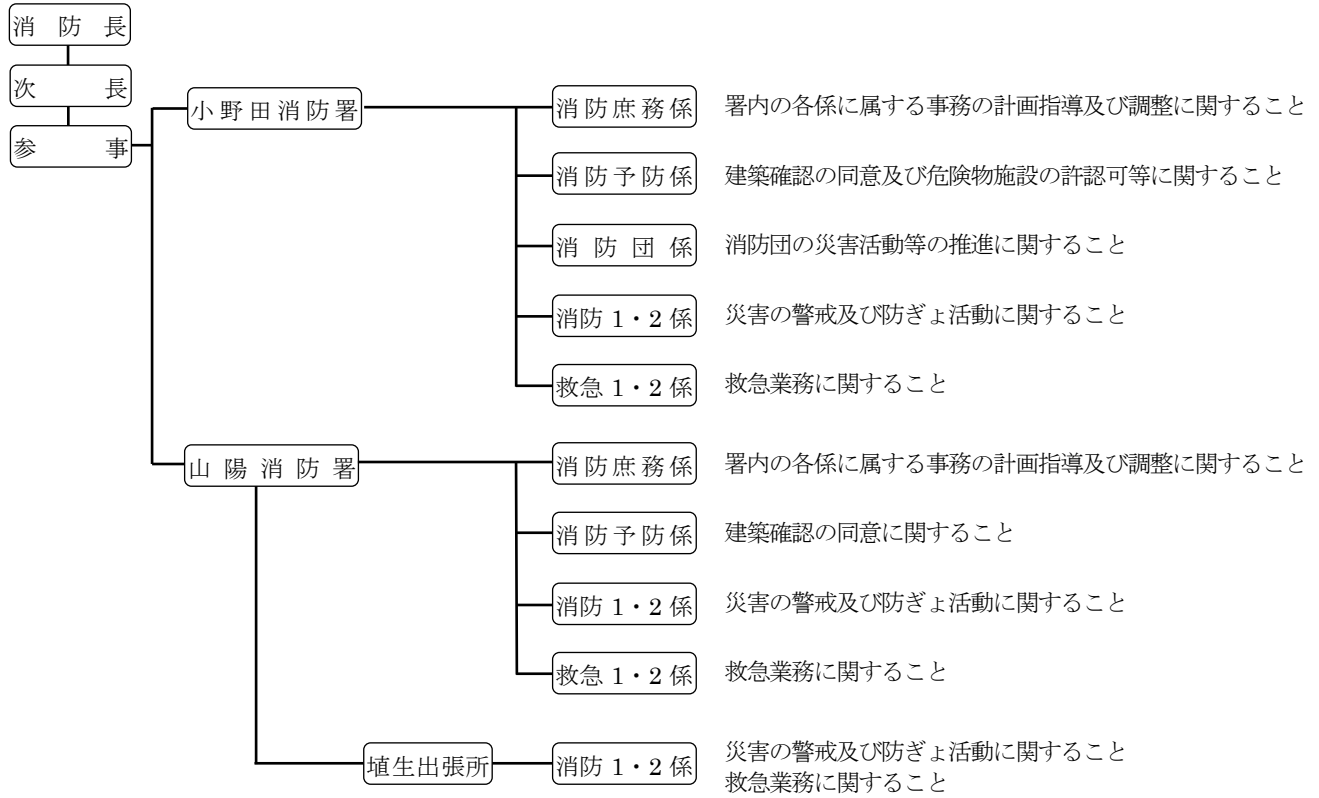 消防長
次長
参事
小野田消防署
消防庶務係 署内の各係に属する事務の計画指導及び調整に関すること
消防予防係 建築確認の同意及び危険物施設の許認可等に関すること
消防団係 消防団の災害活動等の推進に関すること
消防 1・2 係 災害の警戒及び防ぎょ活動に関すること
救急 1・2 係 救急業務に関すること
山陽消防署
消防庶務係 署内の各係に属する事務の計画指導及び調整に関すること
消防予防係 建築確認の同意に関すること
消防 1・2 係 災害の警戒及び防ぎょ活動に関すること
救急 1・2 係 救急業務に関すること
埴生出張所
消防 1・2 係 災害の警戒及び防ぎょ活動に関すること
救急業務に関すること